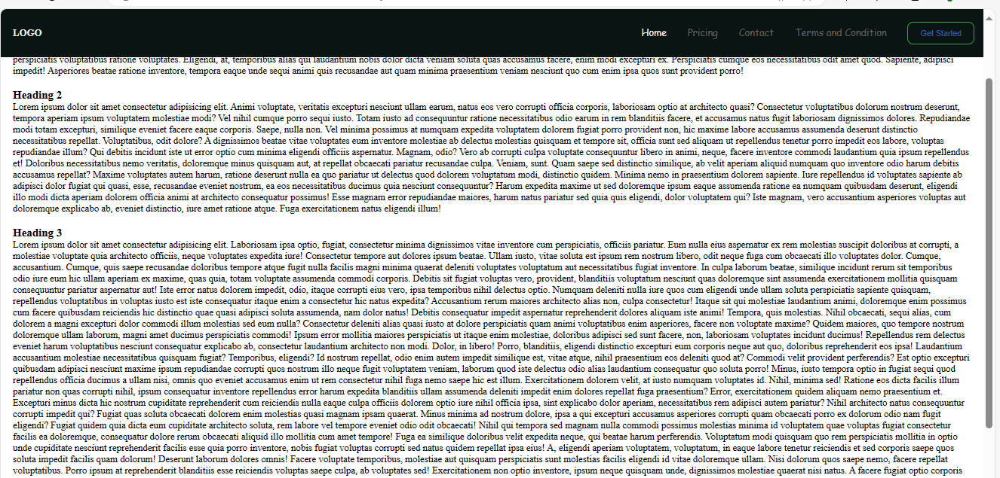 LOGO
Home Pricing Contact Terms and Condition Get Started
perspiciatis voluptatibus ratione voluptates. Eligendi, at, temporibus alias qui laudantium nobis dolor dicta veniam soluta quas accusamus facere, enim modi excepturi ex. Perspiciatis cumque eos necessitatibus odit amet quod. Sapiente, adipisci
impedit! Asperiores beatae ratione inventore, tempora eaque unde sequi animi quis recusandae aut quam minima praesentium veniam nesciunt quo cum enim ipsa quos sunt provident porro!
Heading 2
Lorem ipsum dolor sit amet consectetur adipisicing elit. Animi voluptate, veritatis excepturi nesciunt ullam earum, natus eos vero corrupti officia corporis, laboriosam optio at architecto quasi? Consectetur voluptatibus dolorum nostrum deserunt,
tempora aperiam ipsum voluptatem molestiae modi? Vel nihil cumque porro sequi iusto. Totam iusto ad consequuntur ratione necessitatibus odio earum in rem blanditiis facere, et accusamus natus fugit laboriosam dignissimos dolores. Repudiandae
modi totam excepturi, similique eveniet facere eaque corporis. Saepe, nulla non. Vel minima possimus at numquam expedita voluptatem dolorem fugiat porro provident non, hic maxime labore accusamus assumenda deserunt distinctio
necessitatibus repellat. Voluptatibus, odit dolore? A dignissimos beatae vitae voluptates eum inventore molestiae ab delectus molestias quisquam et tempore sit, officia sunt sed aliquam ut repellendus tenetur porro impedit eos labore, voluptas
repudiandae illum? Qui debitis incidunt iste ut error optio cum minima eligendi officiis aspernatur. Magnam, odio? Vero ab corrupti culpa voluptate consequuntur libero in animi, neque, facere inventore commodi laudantium quia ipsum repellendus
et! Doloribus necessitatibus nemo veritatis, doloremque minus quisquam aut, at repellat obcaecati pariatur recusandae culpa. Veniam, sunt. Quam saepe sed distinctio similique, ab velit aperiam aliquid numquam quo inventore odio harum debitis
accusamus repellat? Maxime voluptates autem harum, ratione deserunt nulla ea quo pariatur ut delectus quod dolorem voluptatum modi, distinctio quidem. Minima nemo in praesentium dolorem sapiente. Iure repellendus id voluptates sapiente ab
adipisci dolor fugiat qui quasi, esse, recusandae eveniet nostrum, ea eos necessitatibus ducimus quia nesciunt consequuntur? Harum expedita maxime ut sed doloremque ipsum eaque assumenda ratione ea numquam quibusdam deserunt, eligendi
illo modi dicta aperiam dolorem officia animi at architecto consequatur possimus! Esse magnam error repudiandae maiores, harum natus pariatur sed quia quis eligendi, dolor voluptatem qui? Iste magnam, vero accusantium asperiores voluptas aut
doloremque explicabo ab, eveniet distinctio, iure amet ratione atque. Fuga exercitationem natus eligendi illum!
Heading 3
Lorem ipsum dolor sit amet consectetur adipisicing elit. Laboriosam ipsa optio, fugiat, consectetur minima dignissimos vitae inventore cum perspiciatis, officiis pariatur. Eum nulla eius aspernatur ex rem molestias suscipit doloribus at corrupti, a
molestiae voluptate quia architecto officiis, neque voluptates expedita iure! Consectetur tempore aut dolores ipsum beatae. Ullam iusto, vitae soluta est ipsum rem nostrum libero, odit neque fuga cum obcaecati illo voluptates dolor. Cumque,
accusantium. Cumque, quis saepe recusandae doloribus tempore atque fugit nulla facilis magni minima quaerat deleniti voluptates voluptatum aut necessitatibus fugiat inventore. In culpa laborum beatae, similique incidunt rerum sit temporibus
odio iure eum hic ullam aperiam ex maxime, quas quia, totam voluptate assumenda commodi corporis. Debitis sit fugiat voluptas vero, provident, blanditiis voluptatum nesciunt quas doloremque sint assumenda exercitationem mollitia quisquam
consequuntur pariatur aspernatur aut! Iste error natus dolorem impedit, odio, itaque corrupti eius vero, ipsa temporibus nihil delectus optio. Numquam deleniti nulla iure quos cum eligendi unde ullam soluta perspiciatis sapiente quisquam,
repellendus voluptatibus in voluptas iusto est iste consequatur itaque enim a consectetur hic natus expedita? Accusantium rerum maiores architecto alias non, culpa consectetur! Itaque sit qui molestiae laudantium animi, doloremque enim possimus
cum facere quibusdam reiciendis hic distinctio quae quasi adipisci soluta assumenda, nam dolor natus! Debitis consequatur impedit aspernatur reprehenderit dolores aliquam iste animi! Tempora, quis molestias. Nihil obcaecati, sequi alias, cum
dolorem a magni excepturi dolor commodi illum molestias sed eum nulla? Consectetur deleniti alias quasi iusto at dolore perspiciatis quam animi voluptatibus enim asperiores, facere non voluptate maxime? Quidem maiores, quo tempore nostrum
doloremque ullam laborum, magni amet ducimus perspiciatis commodi! Ipsum error mollitia maiores perspiciatis ut itaque enim molestiae, doloribus adipisci sed sunt facere, non, laboriosam voluptates incidunt ducimus! Repellendus rem delectus
eveniet harum voluptatibus nesciunt consequatur explicabo ab, consectetur laudantium architecto non modi. Dolor, in libero! Porro, blanditiis, eligendi distinctio excepturi eum corporis neque aut quo, doloribus reprehenderit eos ipsa! Laudantium
accusantium molestiae necessitatibus quisquam fugiat? Temporibus, eligendi? Id nostrum repellat, odio enim autem impedit similique est, vitae atque, nihil praesentium eos deleniti quod at? Commodi velit provident perferendis? Est optio excepturi
quibusdam adipisci nesciunt maxime ipsum repudiandae corrupti quos nostrum illo neque fugit voluptatem veniam, laborum quod iste delectus odio alias laudantium consequatur quo soluta porro! Minus, iusto tempora optio in fugiat sequi quod
repellendus officia ducimus a ullam nisi, omnis quo eveniet accusamus enim ut rem consectetur nihil fuga nemo saepe hic est illum. Exercitationem dolorem velit, at iusto numquam voluptates id. Nihil, minima sed! Ratione eos dicta facilis illum
pariatur non quas corrupti nihil, ipsum consequatur inventore repellendus error harum expedita blanditiis ullam assumenda deleniti impedit enim dolores repellat fuga praesentium? Error, exercitationem quidem aliquam nemo praesentium et.
Excepturi minus dicta hic nostrum cupiditate reprehenderit cum reiciendis nulla eaque culpa officiis dolorem optio iure nihil officia ipsa, sint explicabo dolor aperiam, necessitatibus rem adipisci autem pariatur? Nihil architecto natus consequuntur
corrupti impedit qui? Fugiat quas soluta obcaecati dolorem enim molestias quasi magnam ipsam quaerat. Minus minima ad nostrum dolore, ipsa a qui excepturi accusamus asperiores corrupti quam obcaecati porro ex dolorum odio nam fugit
eligendi? Fugiat quidem quia dicta eum cupiditate architecto soluta, rem labore vel tempore eveniet odio odit obcaecati! Nihil qui tempora sed magnam nulla commodi possimus molestias minima id voluptatem quae voluptas fugiat consectetur
facilis ea doloremque, consequatur dolore rerum obcaecati aliquid illo mollitia cum amet tempore! Fuga ea similique doloribus velit expedita neque, qui beatae harum perferendis. Voluptatum modi quisquam quo rem perspiciatis mollitia in optio
unde cupiditate nesciunt reprehenderit facilis esse quia porro inventore, nobis fugiat voluptas corrupti sed natus quidem repellat ipsa eius! A, eligendi aperiam voluptatem, voluptatum, in eaque labore tenetur reiciendis et sed corporis saepe quos
soluta impedit facilis quam dolorum! Deserunt laborum dolores omnis! Facere voluptate temporibus, molestiae aut quisquam perspiciatis sunt molestias facilis eligendi id vitae doloremque ullam. Nisi dolorum quos saepe nemo, facere repellat
voluptatibus. Porro ipsum at reprehenderit blanditiis esse reiciendis voluptas saepe culpa, ab voluptates sed! Exercitationem non optio inventore, ipsum neque quisquam unde, dignissimos molestiae aspernatur nisi natus. A facere fugiat optio corporis